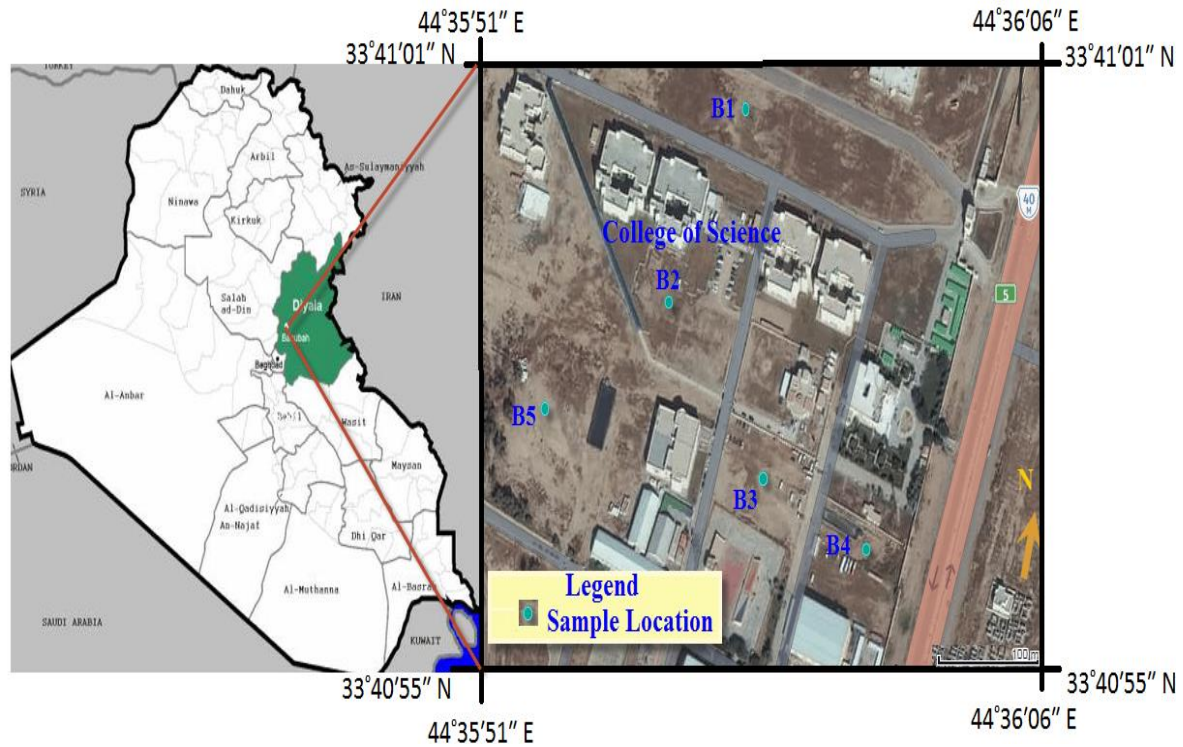 44°35′51″ E
44°36′06″ E
33°41′01″ N
33°41′01″ N
TURKEY
Dahuk
Arbil
As-Sulaymaniyyah
SYRIA
Ninawa
Kirkuk
Salah
ad-Din
Diyala
IRAN
Baghdad
Al-Anbar
Wasit
Maysan
Al-Qadisiyyah
An-Najaf
Dhi Qar
Al-Muthanna
Al-Basrah
SAUDI ARABIA
KUWAIT
B1
40
M
College of Science
B2
5
B5
B3
N
B4
Legend
Sample Location
100 m
33°40′55″ N
33°40′55″ N
44°35′51″ E
44°36′06″ E